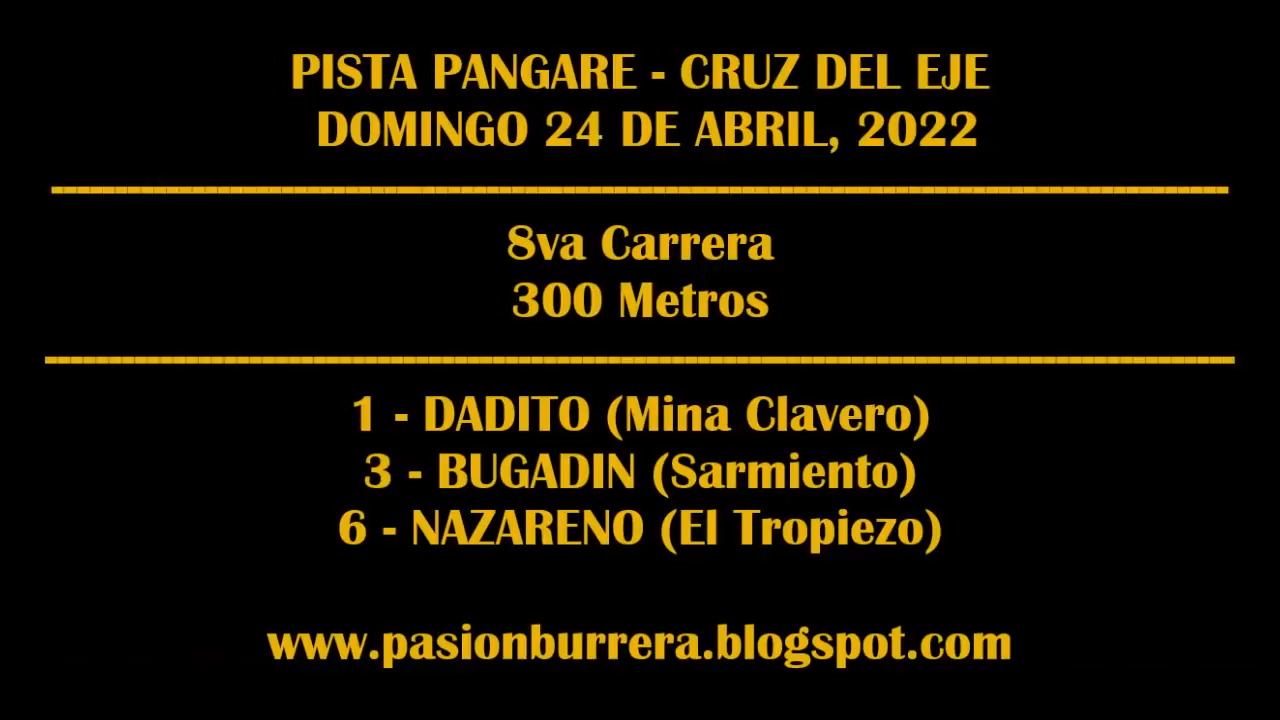 PISTA PANGARE - CRUZ DEL EJE
DOMINGO 24 DE ABRIL, 2022
8va Carrera
300 Metros
1 - DADITO (Mina Clavero)
3 - BUGADIN (Sarmiento)
6 - NAZARENO (El Tropiezo)
www.pasionburrera.blogspot.com